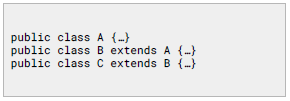 public class A {…}
public class B extends A {…}
public class C extends B {…}